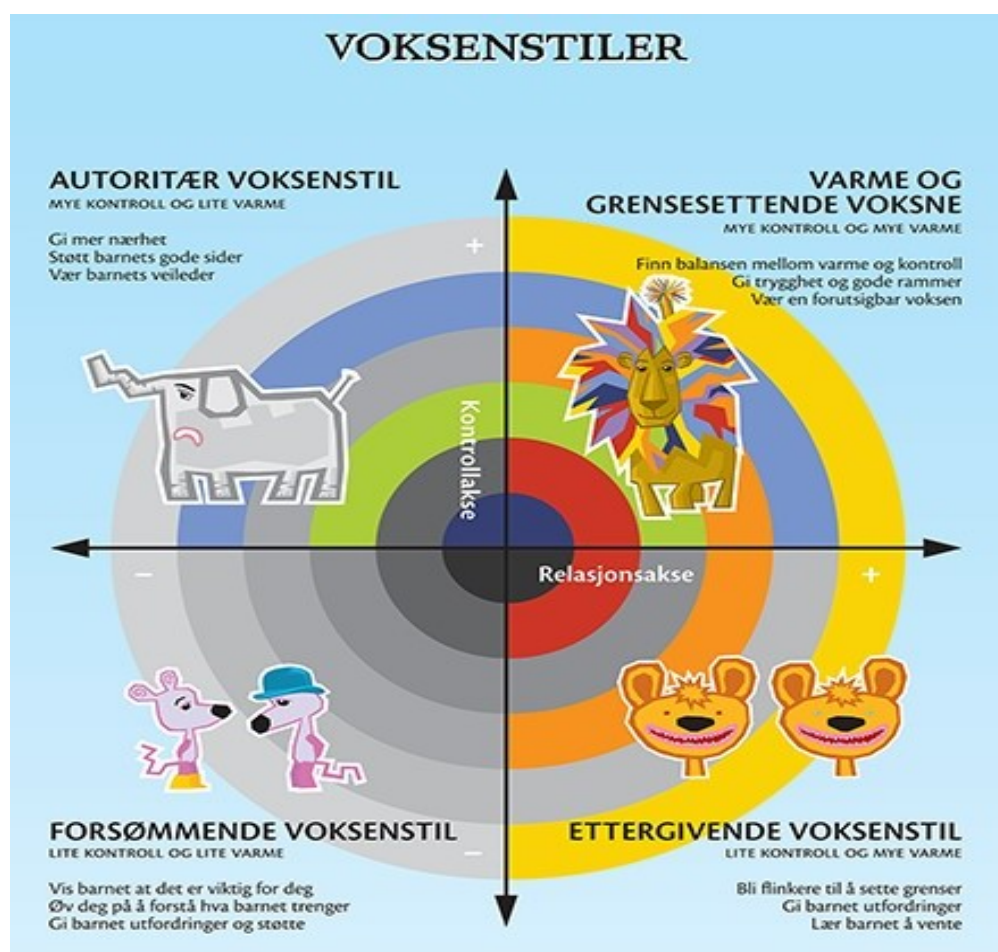 VOKSENSTILER
AUTORITÆR VOKSENSTIL
MYE KONTROLL OG LITE VARME
Gi mer nærhet
Støtt barnets gode sider
Vær barnets veileder
VARME OG
GRENSESETTENDE VOKSNE
MYE KONTROLL OG MYE VARME
Finn balansen mellom varme og kontroll
Gi trygghet og gode rammer
Vær en forutsigbar voksen
+
Kontrollakse
Relasjonsakse
–
+
–
FORSØMMENDE VOKSENSTIL
LITE KONTROLL OG LITE VARME
Vis barnet at det er viktig for deg
Øv deg på å forstå hva barnet trenger
Gi barnet utfordringer og støtte
ETTERGIVENDE VOKSENSTIL
LITE KONTROLL OG MYE VARME
Bli flinkere til å sette grenser
Gi barnet utfordringer
Lær barnet å vente